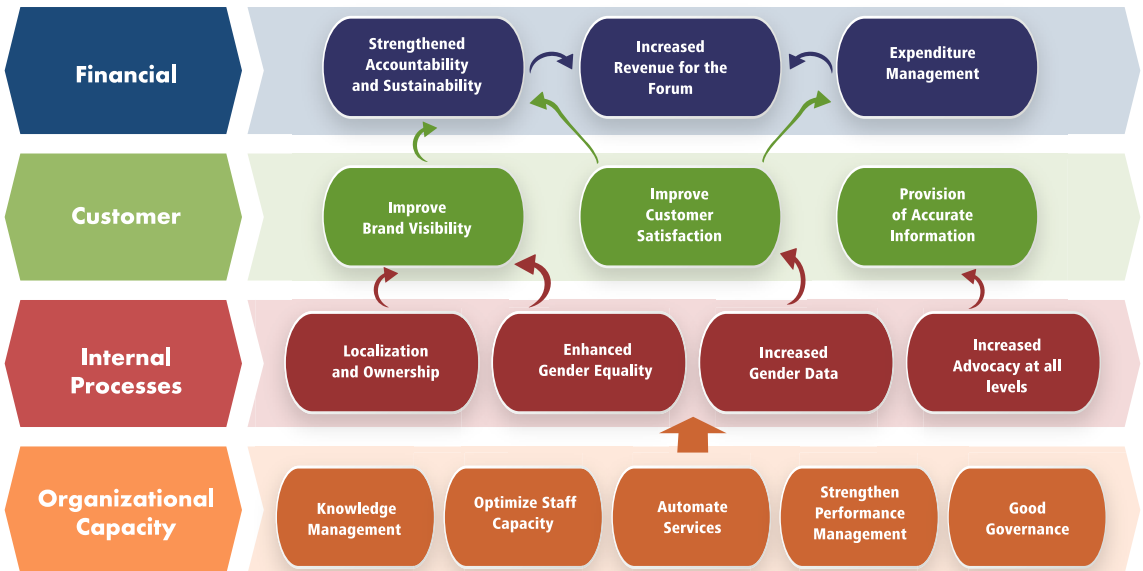 Financial
Strengthened
Accountability
and Sustainability
Increased
Revenue for the
Forum
Expenditure
Management
Customer
Improve
Brand Visibility
Improve
Customer
Satisfaction
Provision
of Accurate
Information
Internal
Processes
Localization
and Ownership
Enhanced
Gender Equality
Increased
Gender Data
Increased
Advocacy at all
levels
Organizational
Capacity
Knowledge
Management
Optimize Staff
Capacity
Automate
Services
Strengthen
Performance
Management
Good
Governance